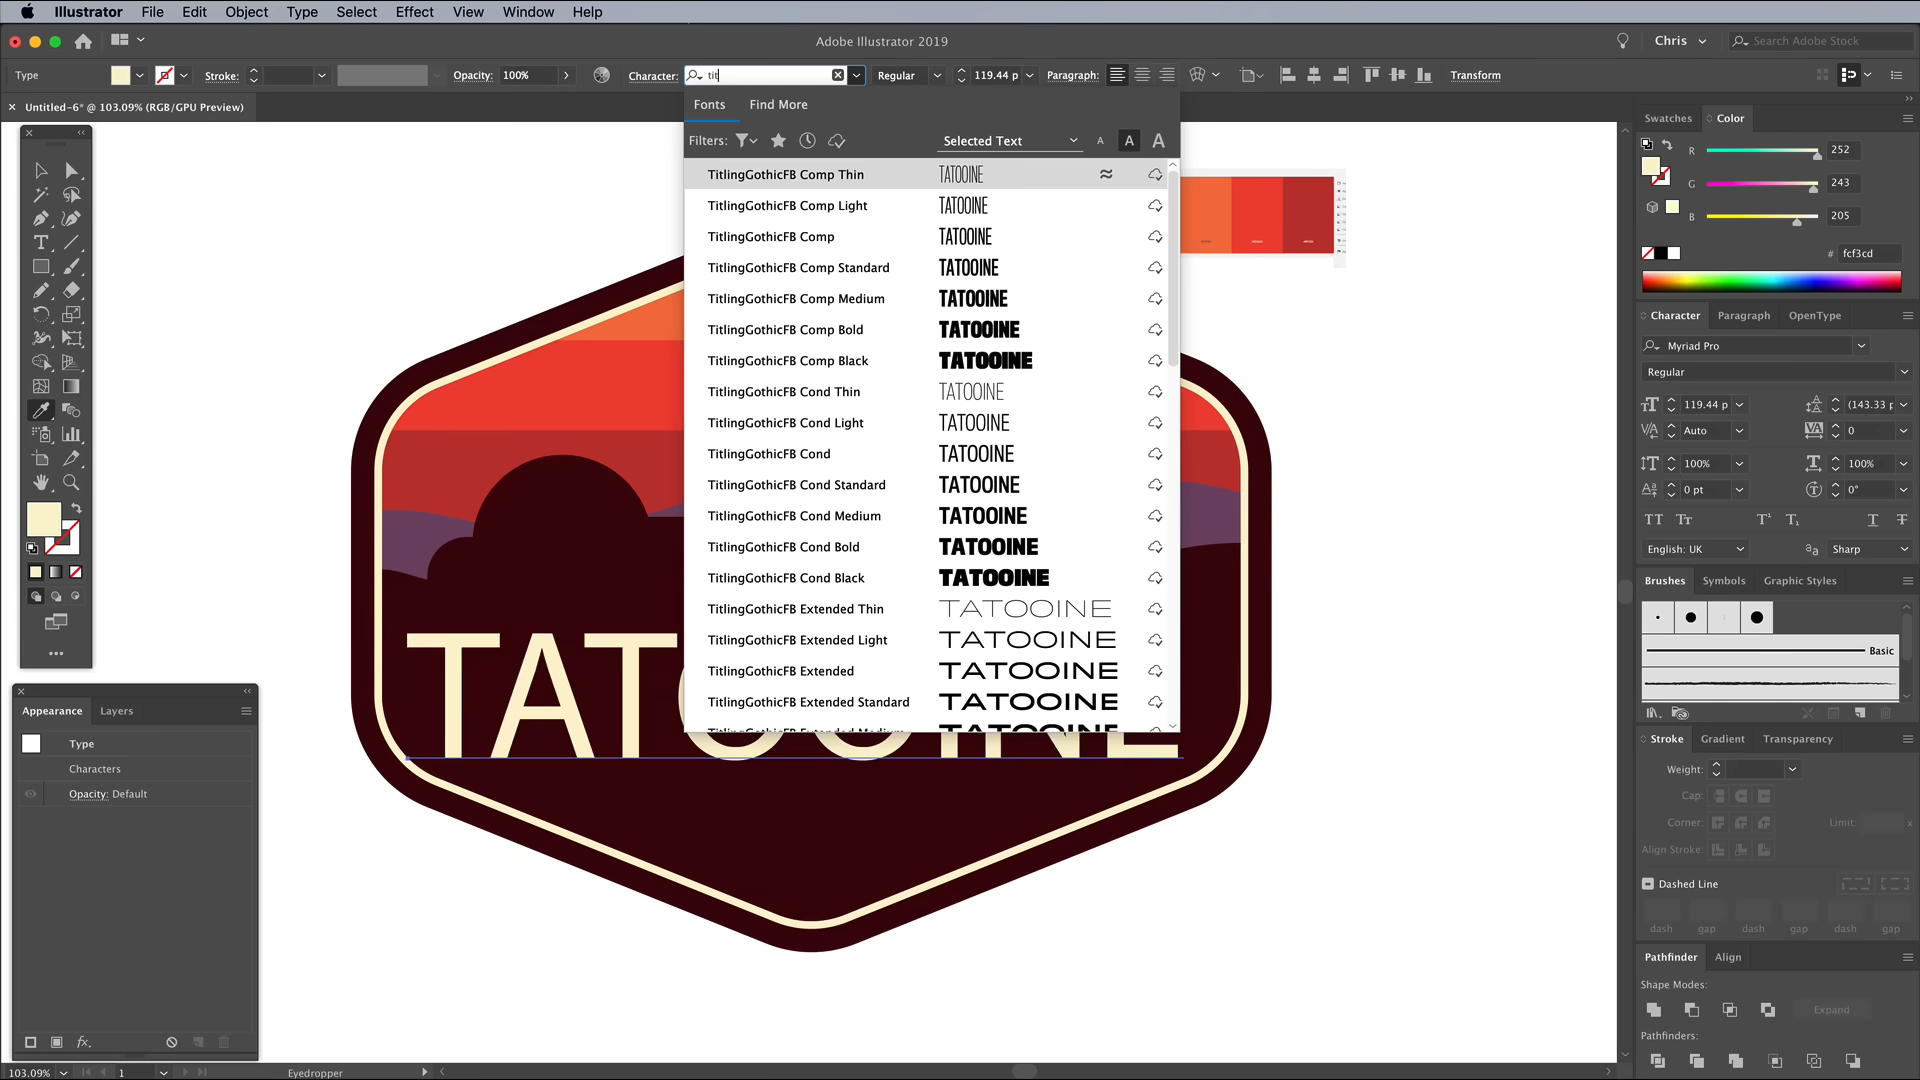 Illustrator File Edit Object Type Select Effect View Window Help
Adobe Illustrator 2019
Chris
Search Adobe Stock
Type
Stroke:
Opacity: 100%
Character: tit
Regular
119.44 p
Paragraph:
Transform
Untitled-6* @ 103.09% (RGB/GPU Preview)
Fonts Find More
Filters:
Selected Text A A A
TitlingGothicFB Comp Thin TATOOINE
TitlingGothicFB Comp Light TATOOINE
TitlingGothicFB Comp TATOOINE
TitlingGothicFB Comp Standard TATOOINE
TitlingGothicFB Comp Medium TATOOINE
TitlingGothicFB Comp Bold TATOOINE
TitlingGothicFB Comp Black TATOOINE
TitlingGothicFB Cond Thin TATOOINE
TitlingGothicFB Cond Light TATOOINE
TitlingGothicFB Cond TATOOINE
TitlingGothicFB Cond Standard TATOOINE
TitlingGothicFB Cond Medium TATOOINE
TitlingGothicFB Cond Bold TATOOINE
TitlingGothicFB Cond Black TATOOINE
TitlingGothicFB Extended Thin TATOOINE
TitlingGothicFB Extended Light TATOOINE
TitlingGothicFB Extended TATOOINE
TitlingGothicFB Extended Standard TATOOINE
TitlingGothicFB Extended Medium TATOOINE
TATOOINE
Appearance Layers
Type
Characters
Opacity: Default
fx
103.09%
1
Eyedropper
Swatches Color
R 252
G 243
B 205
# fcf3cd
Character Paragraph OpenType
Myriad Pro
Regular
119.44 p (143.33 p
Auto 0
100% 100%
0 pt 0°
English: UK Sharp
Brushes Symbols Graphic Styles
Basic
Stroke Gradient Transparency
Weight:
Cap:
Corner: Limit: x
Align Stroke:
Dashed Line
dash gap dash gap dash gap
Pathfinder Align
Shape Modes:
Expand
Pathfinders: